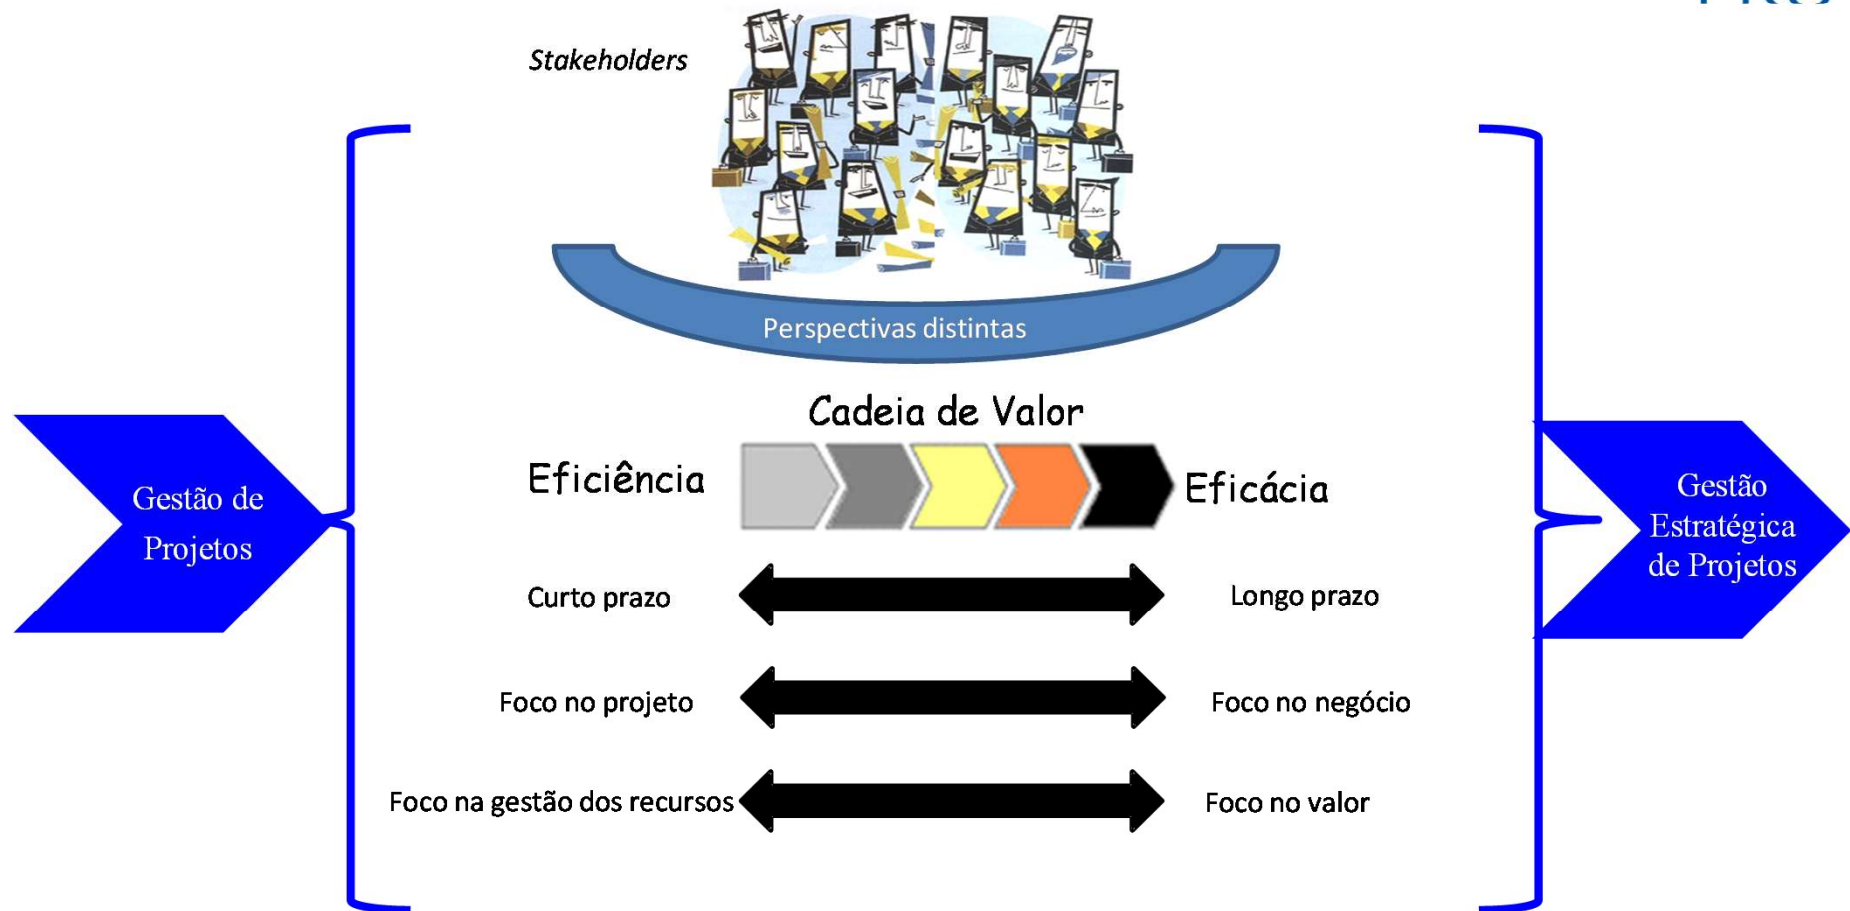 Stakeholders
Perspectivas distintas
Cadeia de Valor
Eficiência
Eficácia
Gestão de
Projetos
Gestão
Estratégica
de Projetos
Curto prazo
Longo prazo
Foco no projeto
Foco no negócio
Foco na gestão dos recursos
Foco no valor